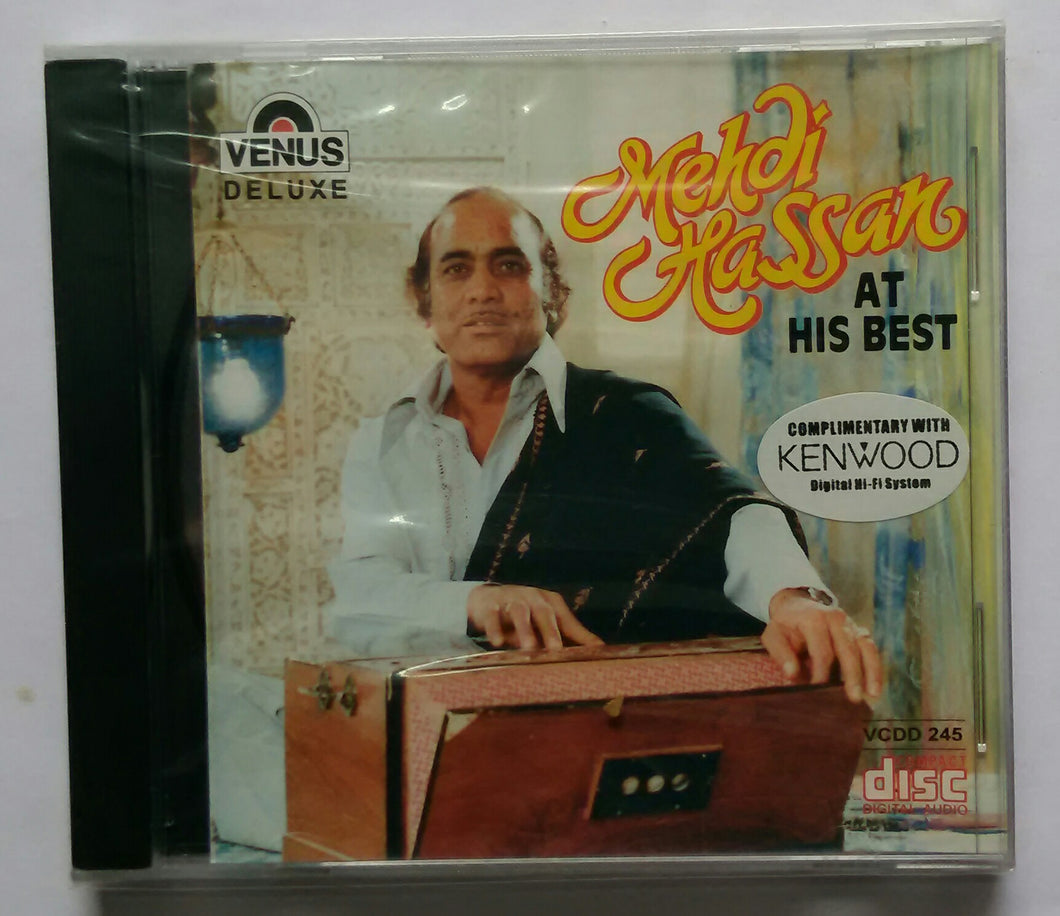 VENUS
DELUXE
Mehdi
Hassan
AT
HIS BEST
COMPLIMENTARY WITH
KENWOOD
Digital Hi-Fi System
VCDD 245
COMPACT
disc
DIGITAL AUDIO